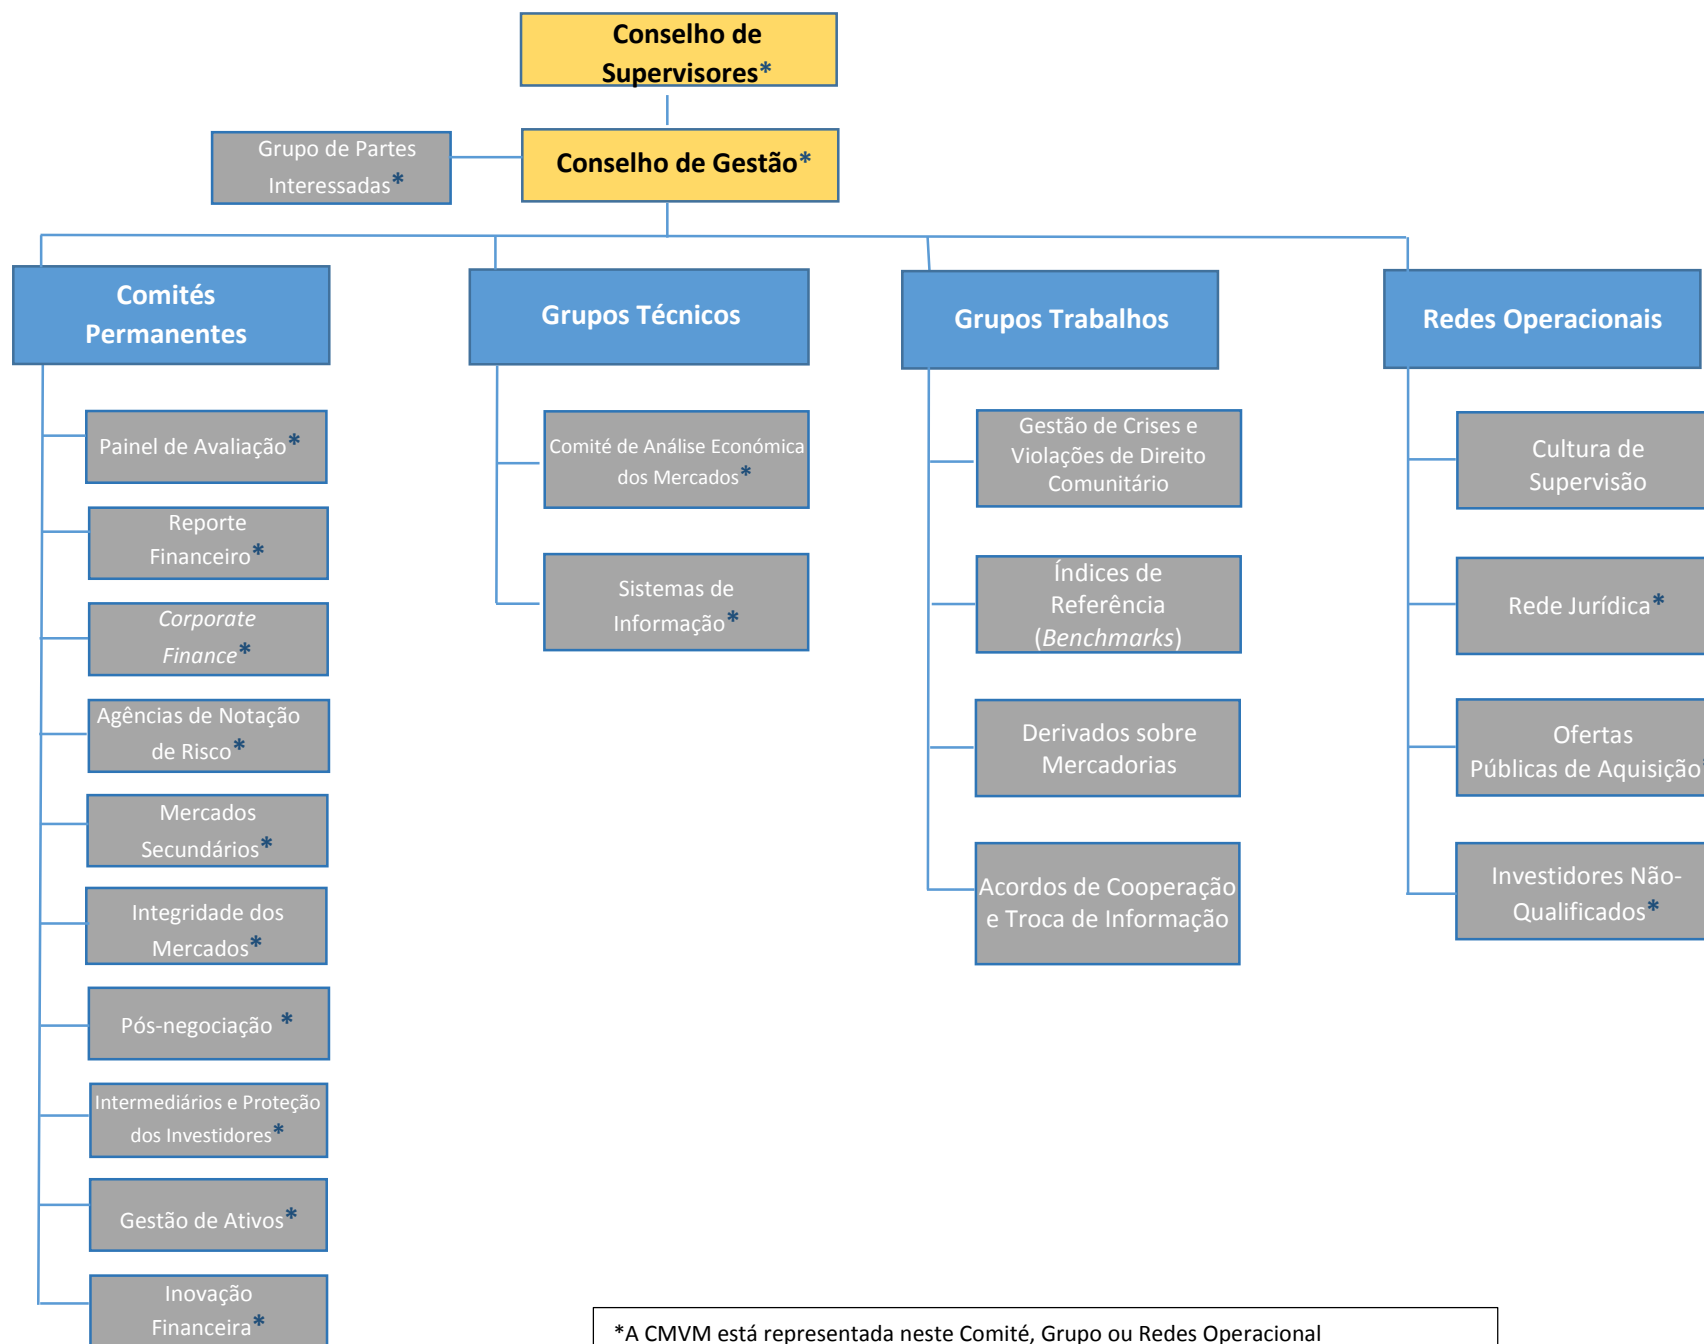 Conselho de
Supervisores*
Grupo de Partes
Interessadas*
Conselho de Gestão*
Comités
Permanentes
Grupos Técnicos
Grupos Trabalhos
Redes Operacionais
Painel de Avaliação*
Reporte
Financeiro*
Corporate
Finance*
Agências de Notação
de Risco*
Mercados
Secundários*
Integridade dos
Mercados*
Pós-negociação *
Intermediários e Proteção
dos Investidores*
Gestão de Ativos*
Inovação
Financeira*
Comité de Análise Económica
dos Mercados*
Sistemas de
Informação*
Gestão de Crises e
Violações de Direito
Comunitário
Índices de
Referência
(Benchmarks)
Derivados sobre
Mercadorias
Acordos de Cooperação
e Troca de Informação
Cultura de
Supervisão
Rede Jurídica*
Ofertas
Públicas de Aquisição*
Investidores Não-
Qualificados*
*A CMVM está representada neste Comité, Grupo ou Redes Operacional